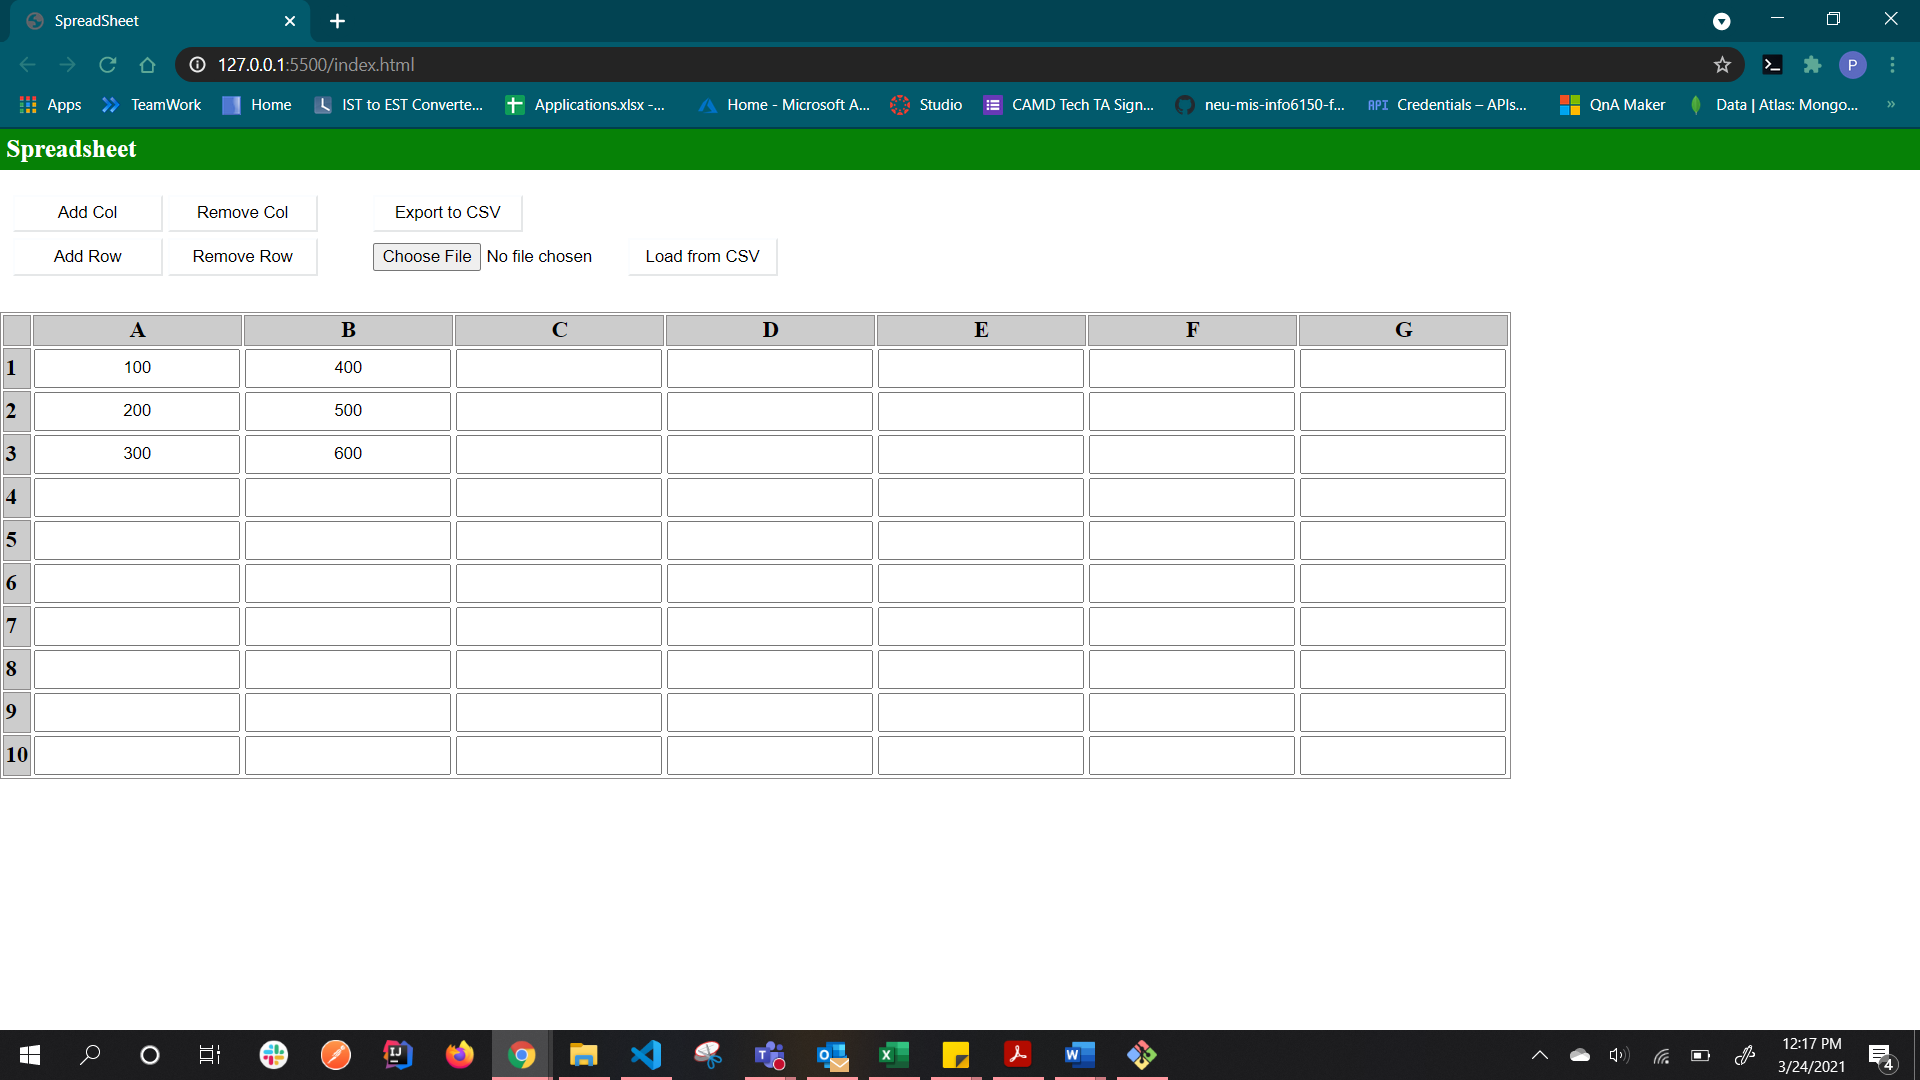 SpreadSheet
127.0.0.1:5500/index.html
P
Apps TeamWork Home IST to EST Converte... Applications.xlsx -... Home - Microsoft A... Studio CAMD Tech TA Sign... neu-mis-info6150-f... API Credentials – APIs... QnA Maker Data | Atlas: Mongo... »
Spreadsheet
Add Col Remove Col Export to CSV
Add Row Remove Row Choose File No file chosen Load from CSV
A B C D E F G
1 100 400
2 200 500
3 300 600
4
5
6
7
8
9
10
12:17 PM
3/24/2021
4